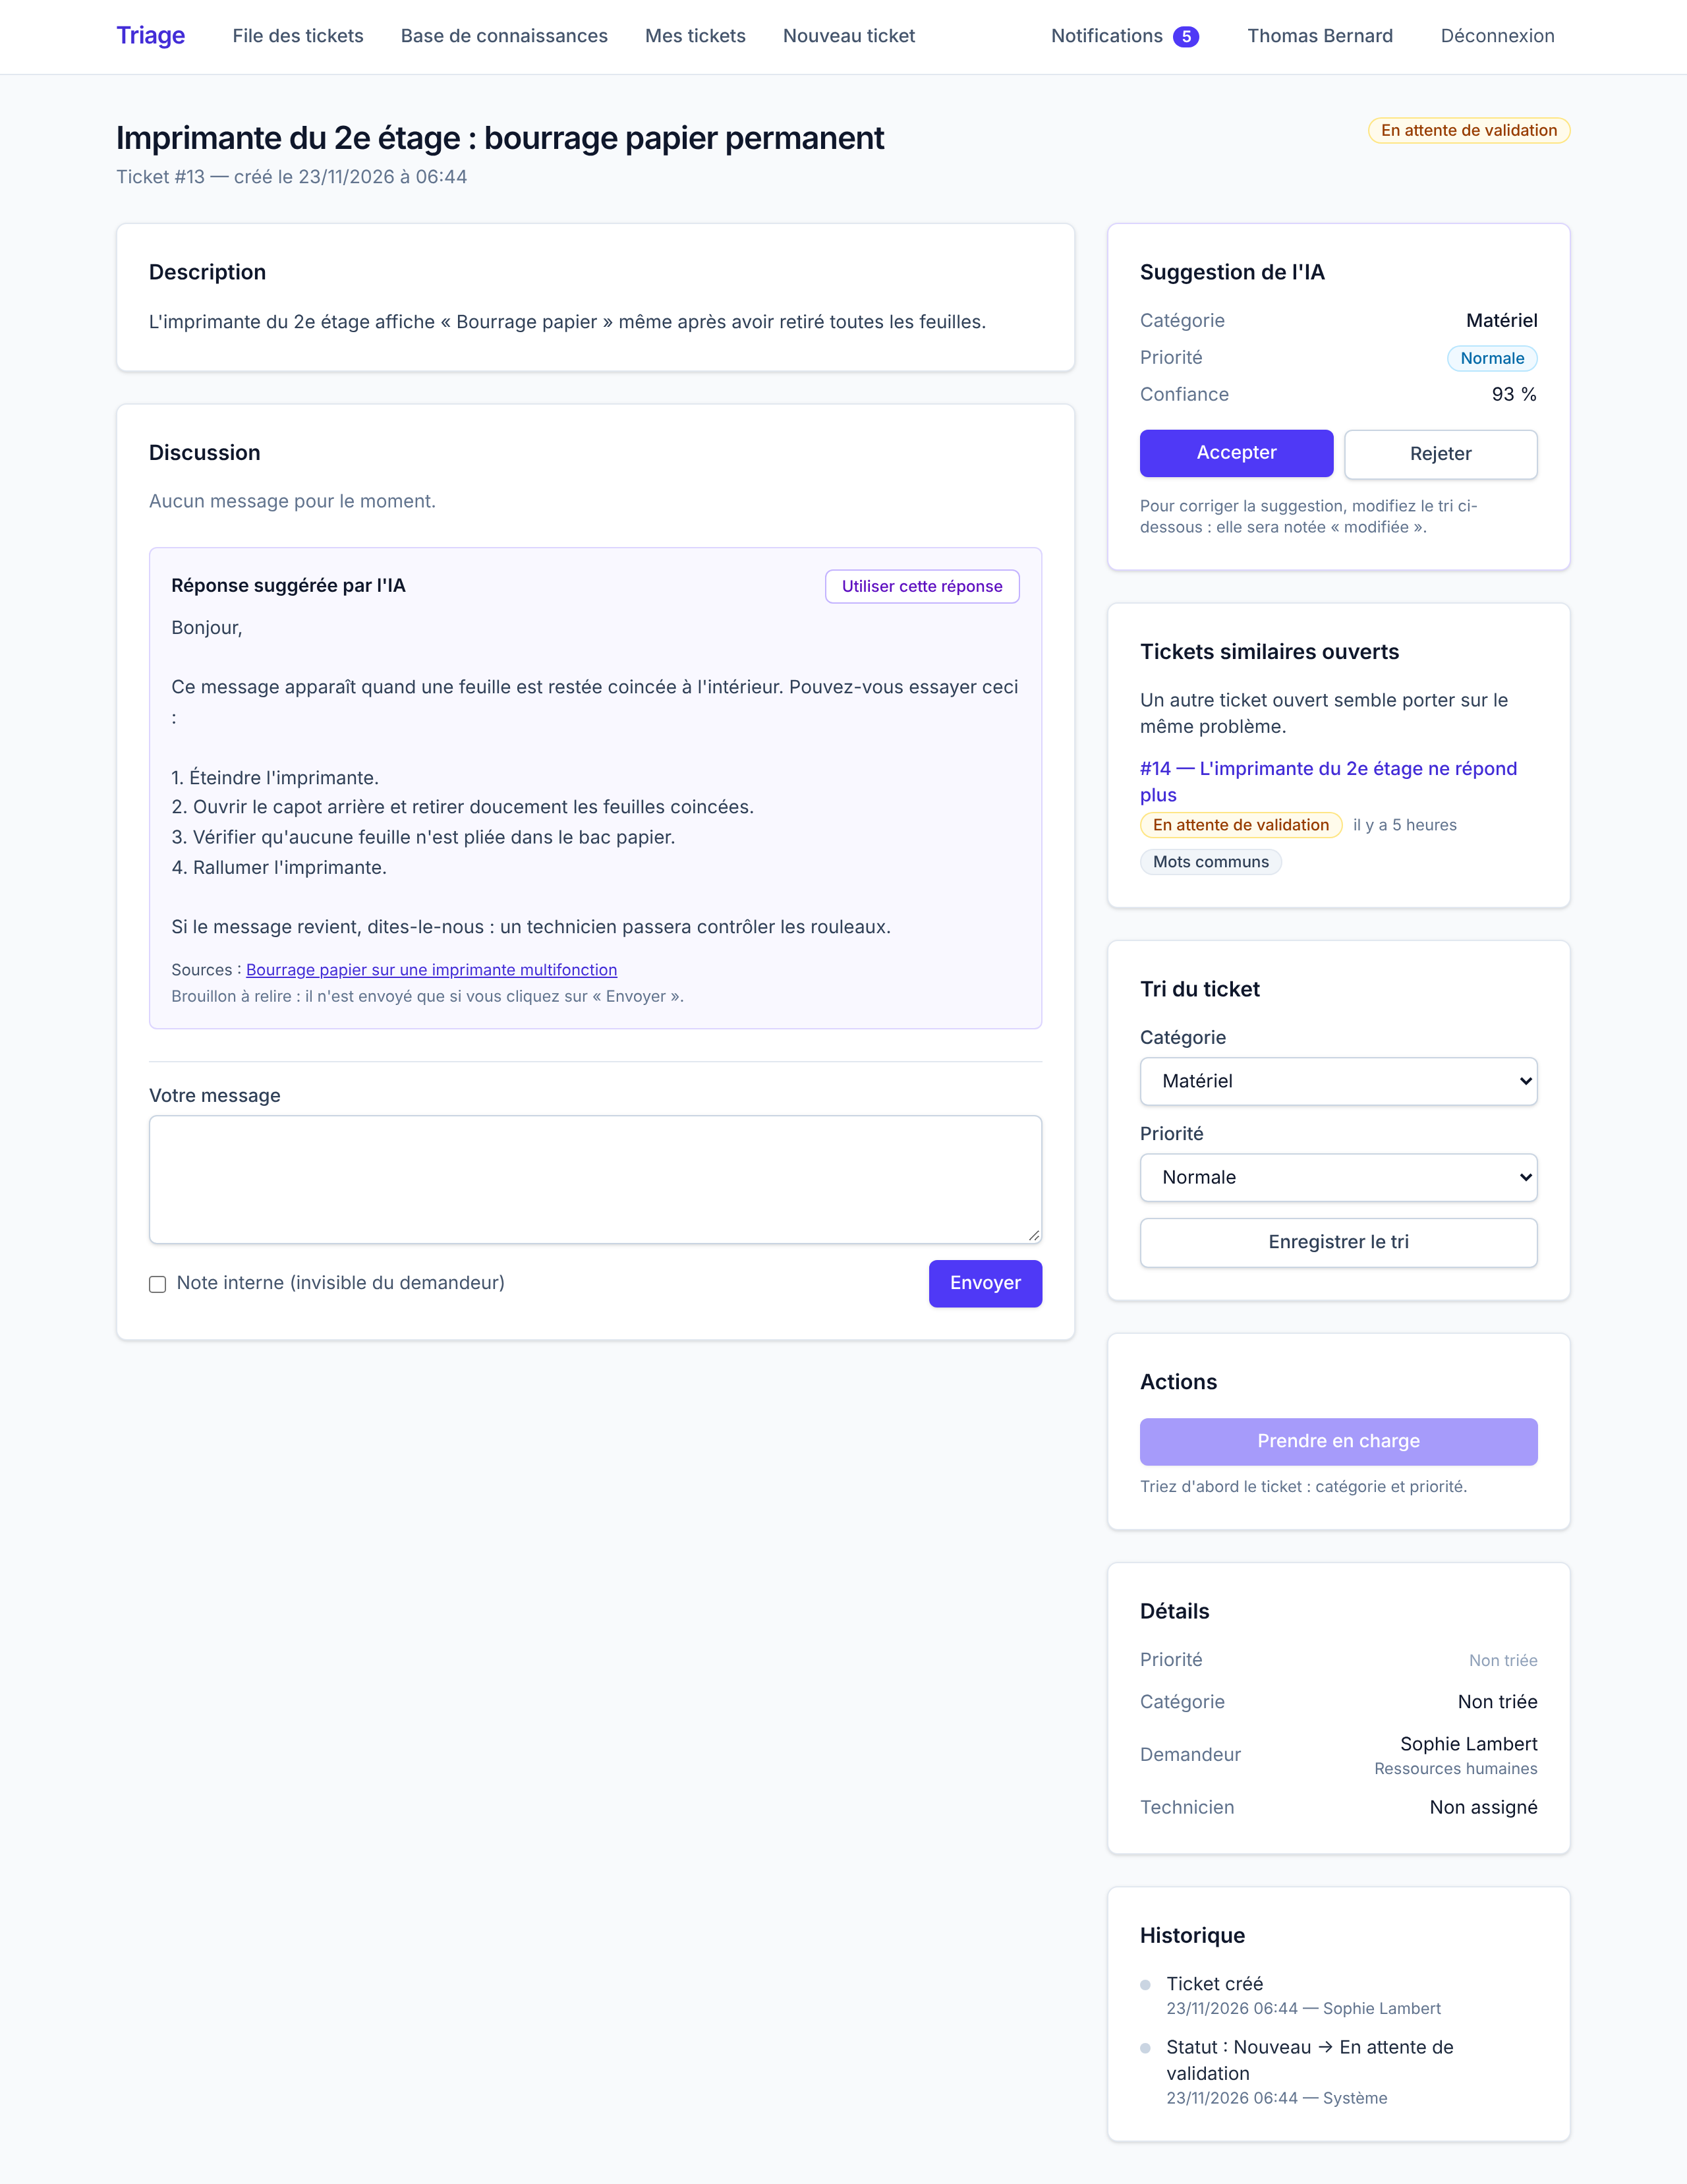 Triage
File des tickets
Base de connaissances
Mes tickets
Nouveau ticket
Notifications 5
Thomas Bernard
Déconnexion
Imprimante du 2e étage : bourrage papier permanent
En attente de validation
Ticket #13 — créé le 23/11/2026 à 06:44
Description
L'imprimante du 2e étage affiche « Bourrage papier » même après avoir retiré toutes les feuilles.
Discussion
Aucun message pour le moment.
Réponse suggérée par l'IA
Utiliser cette réponse
Bonjour,
Ce message apparaît quand une feuille est restée coincée à l'intérieur. Pouvez-vous essayer ceci
:
1. Éteindre l'imprimante.
2. Ouvrir le capot arrière et retirer doucement les feuilles coincées.
3. Vérifier qu'aucune feuille n'est pliée dans le bac papier.
4. Rallumer l'imprimante.
Si le message revient, dites-le-nous : un technicien passera contrôler les rouleaux.
Sources : Bourrage papier sur une imprimante multifonction
Brouillon à relire : il n'est envoyé que si vous cliquez sur « Envoyer ».
Votre message
Note interne (invisible du demandeur)
Envoyer
Suggestion de l'IA
Catégorie Matériel
Priorité Normale
Confiance 93 %
Accepter
Rejeter
Pour corriger la suggestion, modifiez le tri ci-
dessous : elle sera notée « modifiée ».
Tickets similaires ouverts
Un autre ticket ouvert semble porter sur le
même problème.
#14 — L'imprimante du 2e étage ne répond
plus
En attente de validation il y a 5 heures
Mots communs
Tri du ticket
Catégorie
Matériel
Priorité
Normale
Enregistrer le tri
Actions
Prendre en charge
Triez d'abord le ticket : catégorie et priorité.
Détails
Priorité Non triée
Catégorie Non triée
Demandeur Sophie Lambert
Ressources humaines
Technicien Non assigné
Historique
Ticket créé
23/11/2026 06:44 — Sophie Lambert
Statut : Nouveau → En attente de
validation
23/11/2026 06:44 — Système